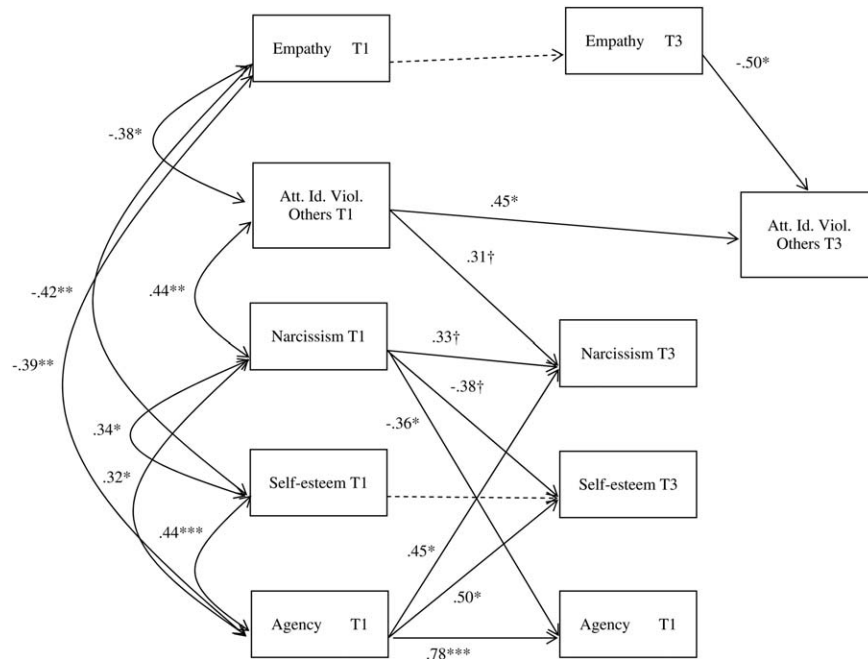 Empathy T1
Empathy T3
-.50*
-.38*
Att. Id. Viol.
Others T1
.45*
Att. Id. Viol.
Others T3
.31†
-.42**
.44**
Narcissism T1
.33†
Narcissism T3
-.39**
-.38†
-.36*
.34*
.32*
Self-esteem T1
Self-esteem T3
.44***
.45*
.50*
Agency T1
Agency T1
.78***